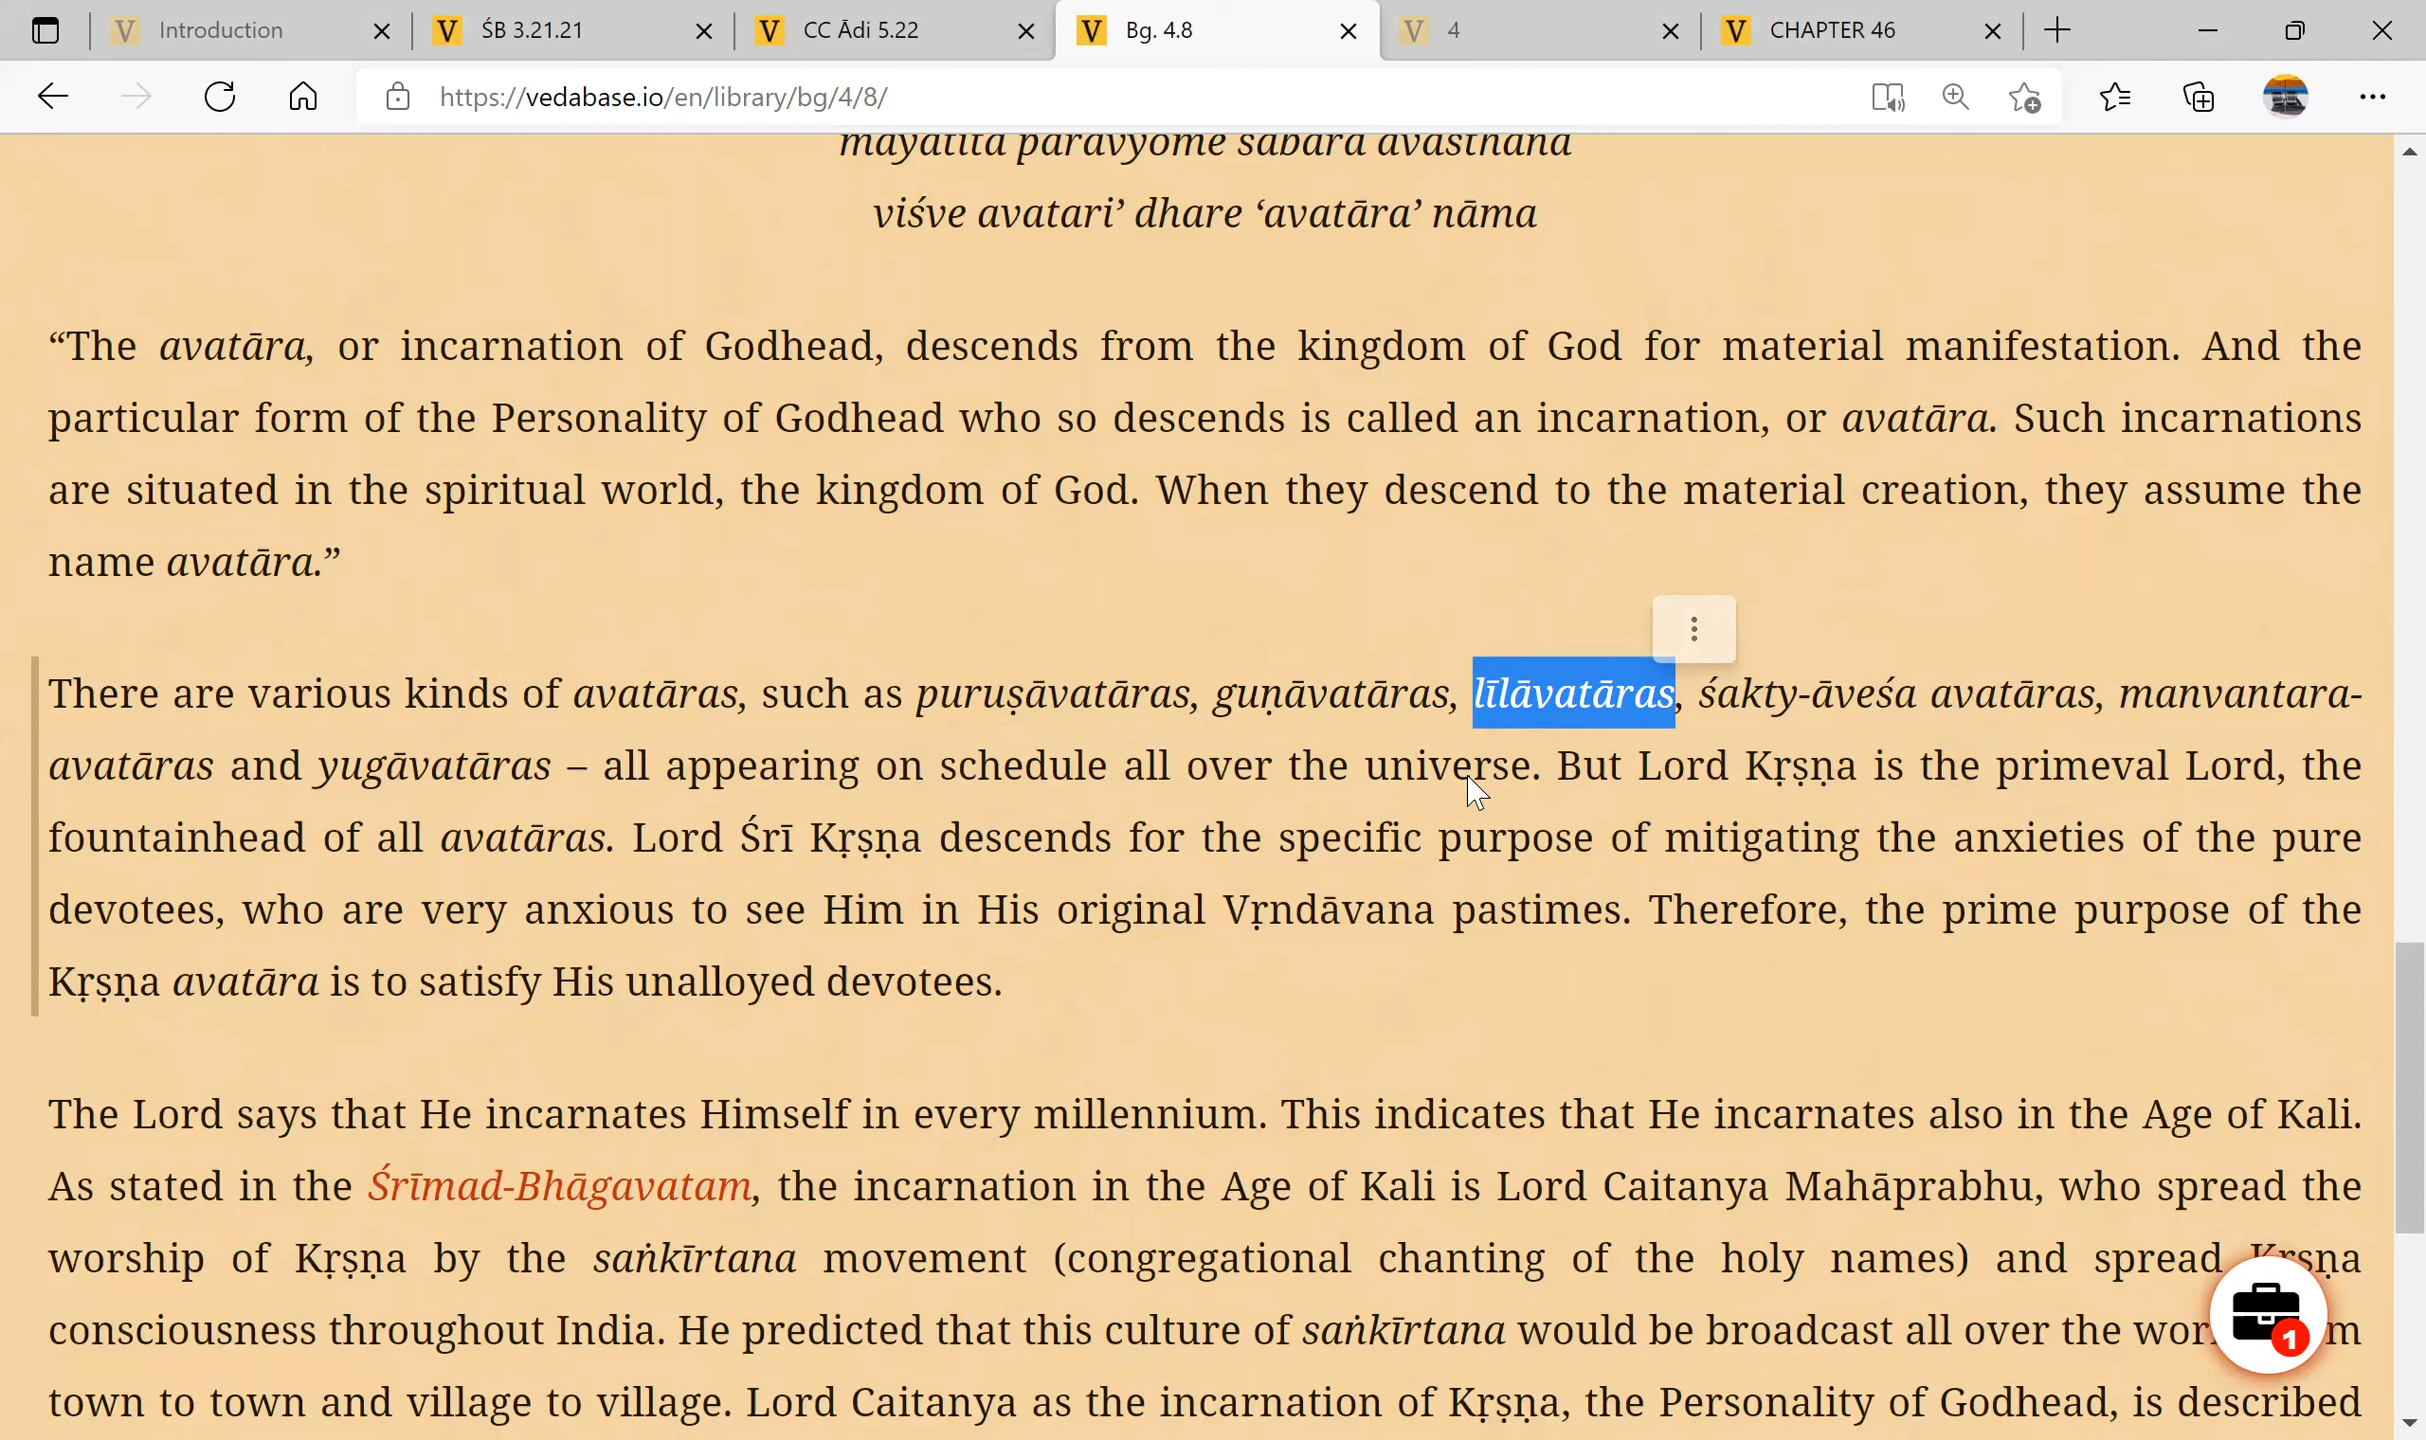 Introduction
ŚB 3.21.21
CC Ādi 5.22
Bg. 4.8
4
CHAPTER 46
https://vedabase.io/en/library/bg/4/8/
māyātīta paravyome sabāra avasthāna
viśve avatari’ dhare ‘avatāra’ nāma
“The avatāra, or incarnation of Godhead, descends from the kingdom of God for material manifestation. And the
particular form of the Personality of Godhead who so descends is called an incarnation, or avatāra. Such incarnations
are situated in the spiritual world, the kingdom of God. When they descend to the material creation, they assume the
name avatāra.”
There are various kinds of avatāras, such as puruṣāvatāras, guṇāvatāras, līlāvatāras, śakty-āveśa avatāras, manvantara-
avatāras and yugāvatāras – all appearing on schedule all over the universe. But Lord Kṛṣṇa is the primeval Lord, the
fountainhead of all avatāras. Lord Śrī Kṛṣṇa descends for the specific purpose of mitigating the anxieties of the pure
devotees, who are very anxious to see Him in His original Vṛndāvana pastimes. Therefore, the prime purpose of the
Kṛṣṇa avatāra is to satisfy His unalloyed devotees.
The Lord says that He incarnates Himself in every millennium. This indicates that He incarnates also in the Age of Kali.
As stated in the Śrīmad-Bhāgavatam, the incarnation in the Age of Kali is Lord Caitanya Mahāprabhu, who spread the
worship of Kṛṣṇa by the saṅkīrtana movement (congregational chanting of the holy names) and spread Kṛṣṇa
consciousness throughout India. He predicted that this culture of saṅkīrtana would be broadcast all over the
1
town to town and village to village. Lord Caitanya as the incarnation of Kṛṣṇa, the Personality of Godhead, is described